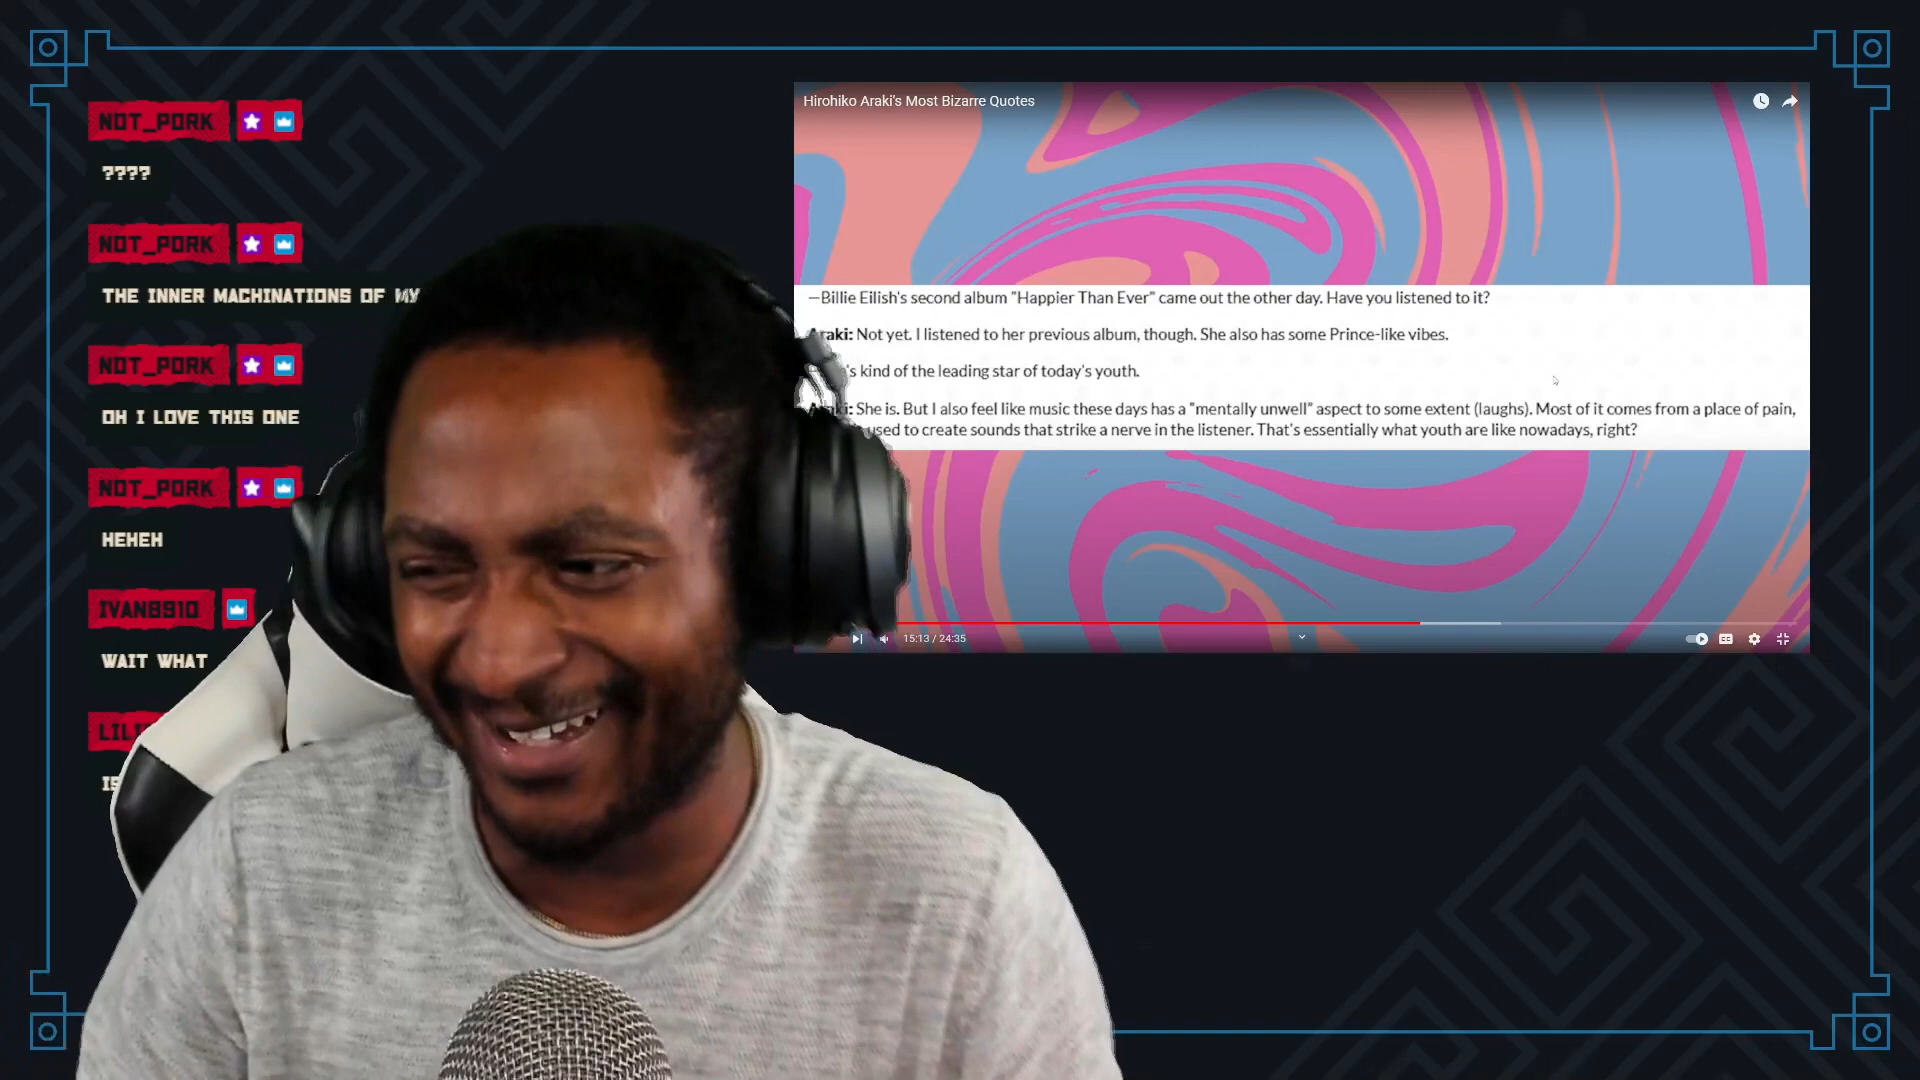 NOT_PORK
????
NOT_PORK
THE INNER MACHINATIONS OF MY
NOT_PORK
OH I LOVE THIS ONE
NOT_PORK
HEHEH
IVAN8910
WAIT WHAT
Hirohiko Araki's Most Bizarre Quotes
—Billie Eilish's second album "Happier Than Ever" came out the other day. Have you listened to it?
Araki: Not yet. I listened to her previous album, though. She also has some Prince-like vibes.
kind of the leading star of today's youth.
Araki: She is. But I also feel like music these days has a "mentally unwell" aspect to some extent (laughs). Most of it comes from a place of pain,
used to create sounds that strike a nerve in the listener. That's essentially what youth are like nowadays, right?
15:13 / 24:35
CC